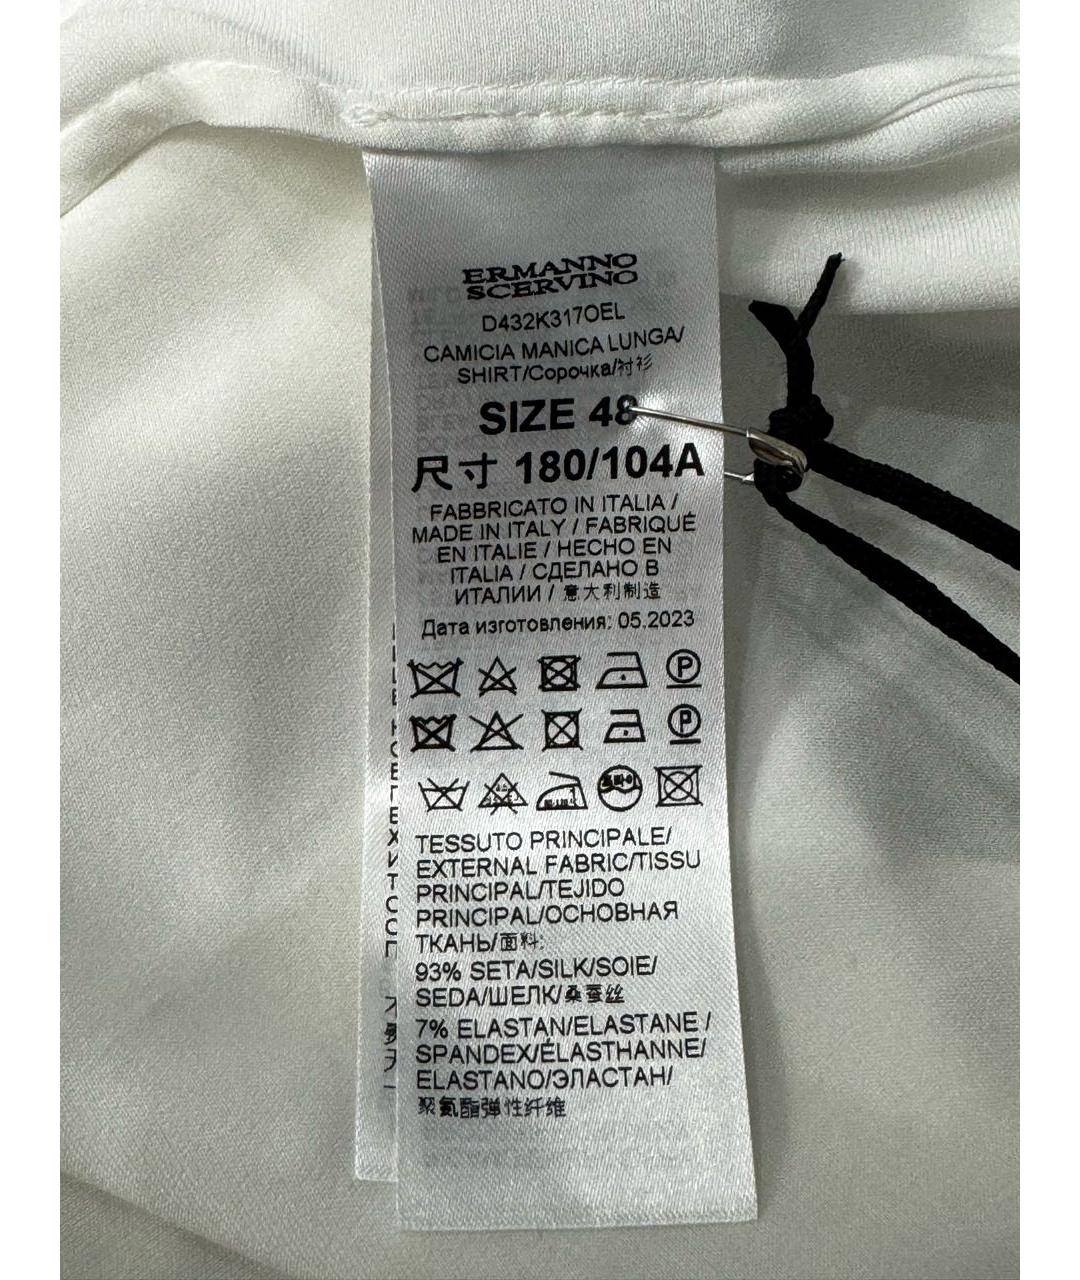 ERMANNO
SCERVINO
D432K317OEL
CAMICIA MANICA LUNGA/
SHIRT/Сорочка/衬衫
SIZE 48
尺寸 180/104A
FABBRICATO IN ITALIA /
MADE IN ITALY / FABRIQUÉ
EN ITALIE / HECHO EN
ITALIA / СДЕЛАНО В
ИТАЛИИ / 意大利制造
Дата изготовления: 05.2023
P
P
TESSUTO PRINCIPALE/
EXTERNAL FABRIC/TISSU
PRINCIPAL/TEJIDO
PRINCIPAL/ОСНОВНАЯ
ТКАНЬ/面料:
93% SETA/SILK/SOIE/
SEDA/ШЕЛК/桑蚕丝
7% ELASTAN/ELASTANE /
SPANDEX/ÉLASTHANNE/
ELASTANO/ЭЛАСТАН/
聚氨酯弹性纤维